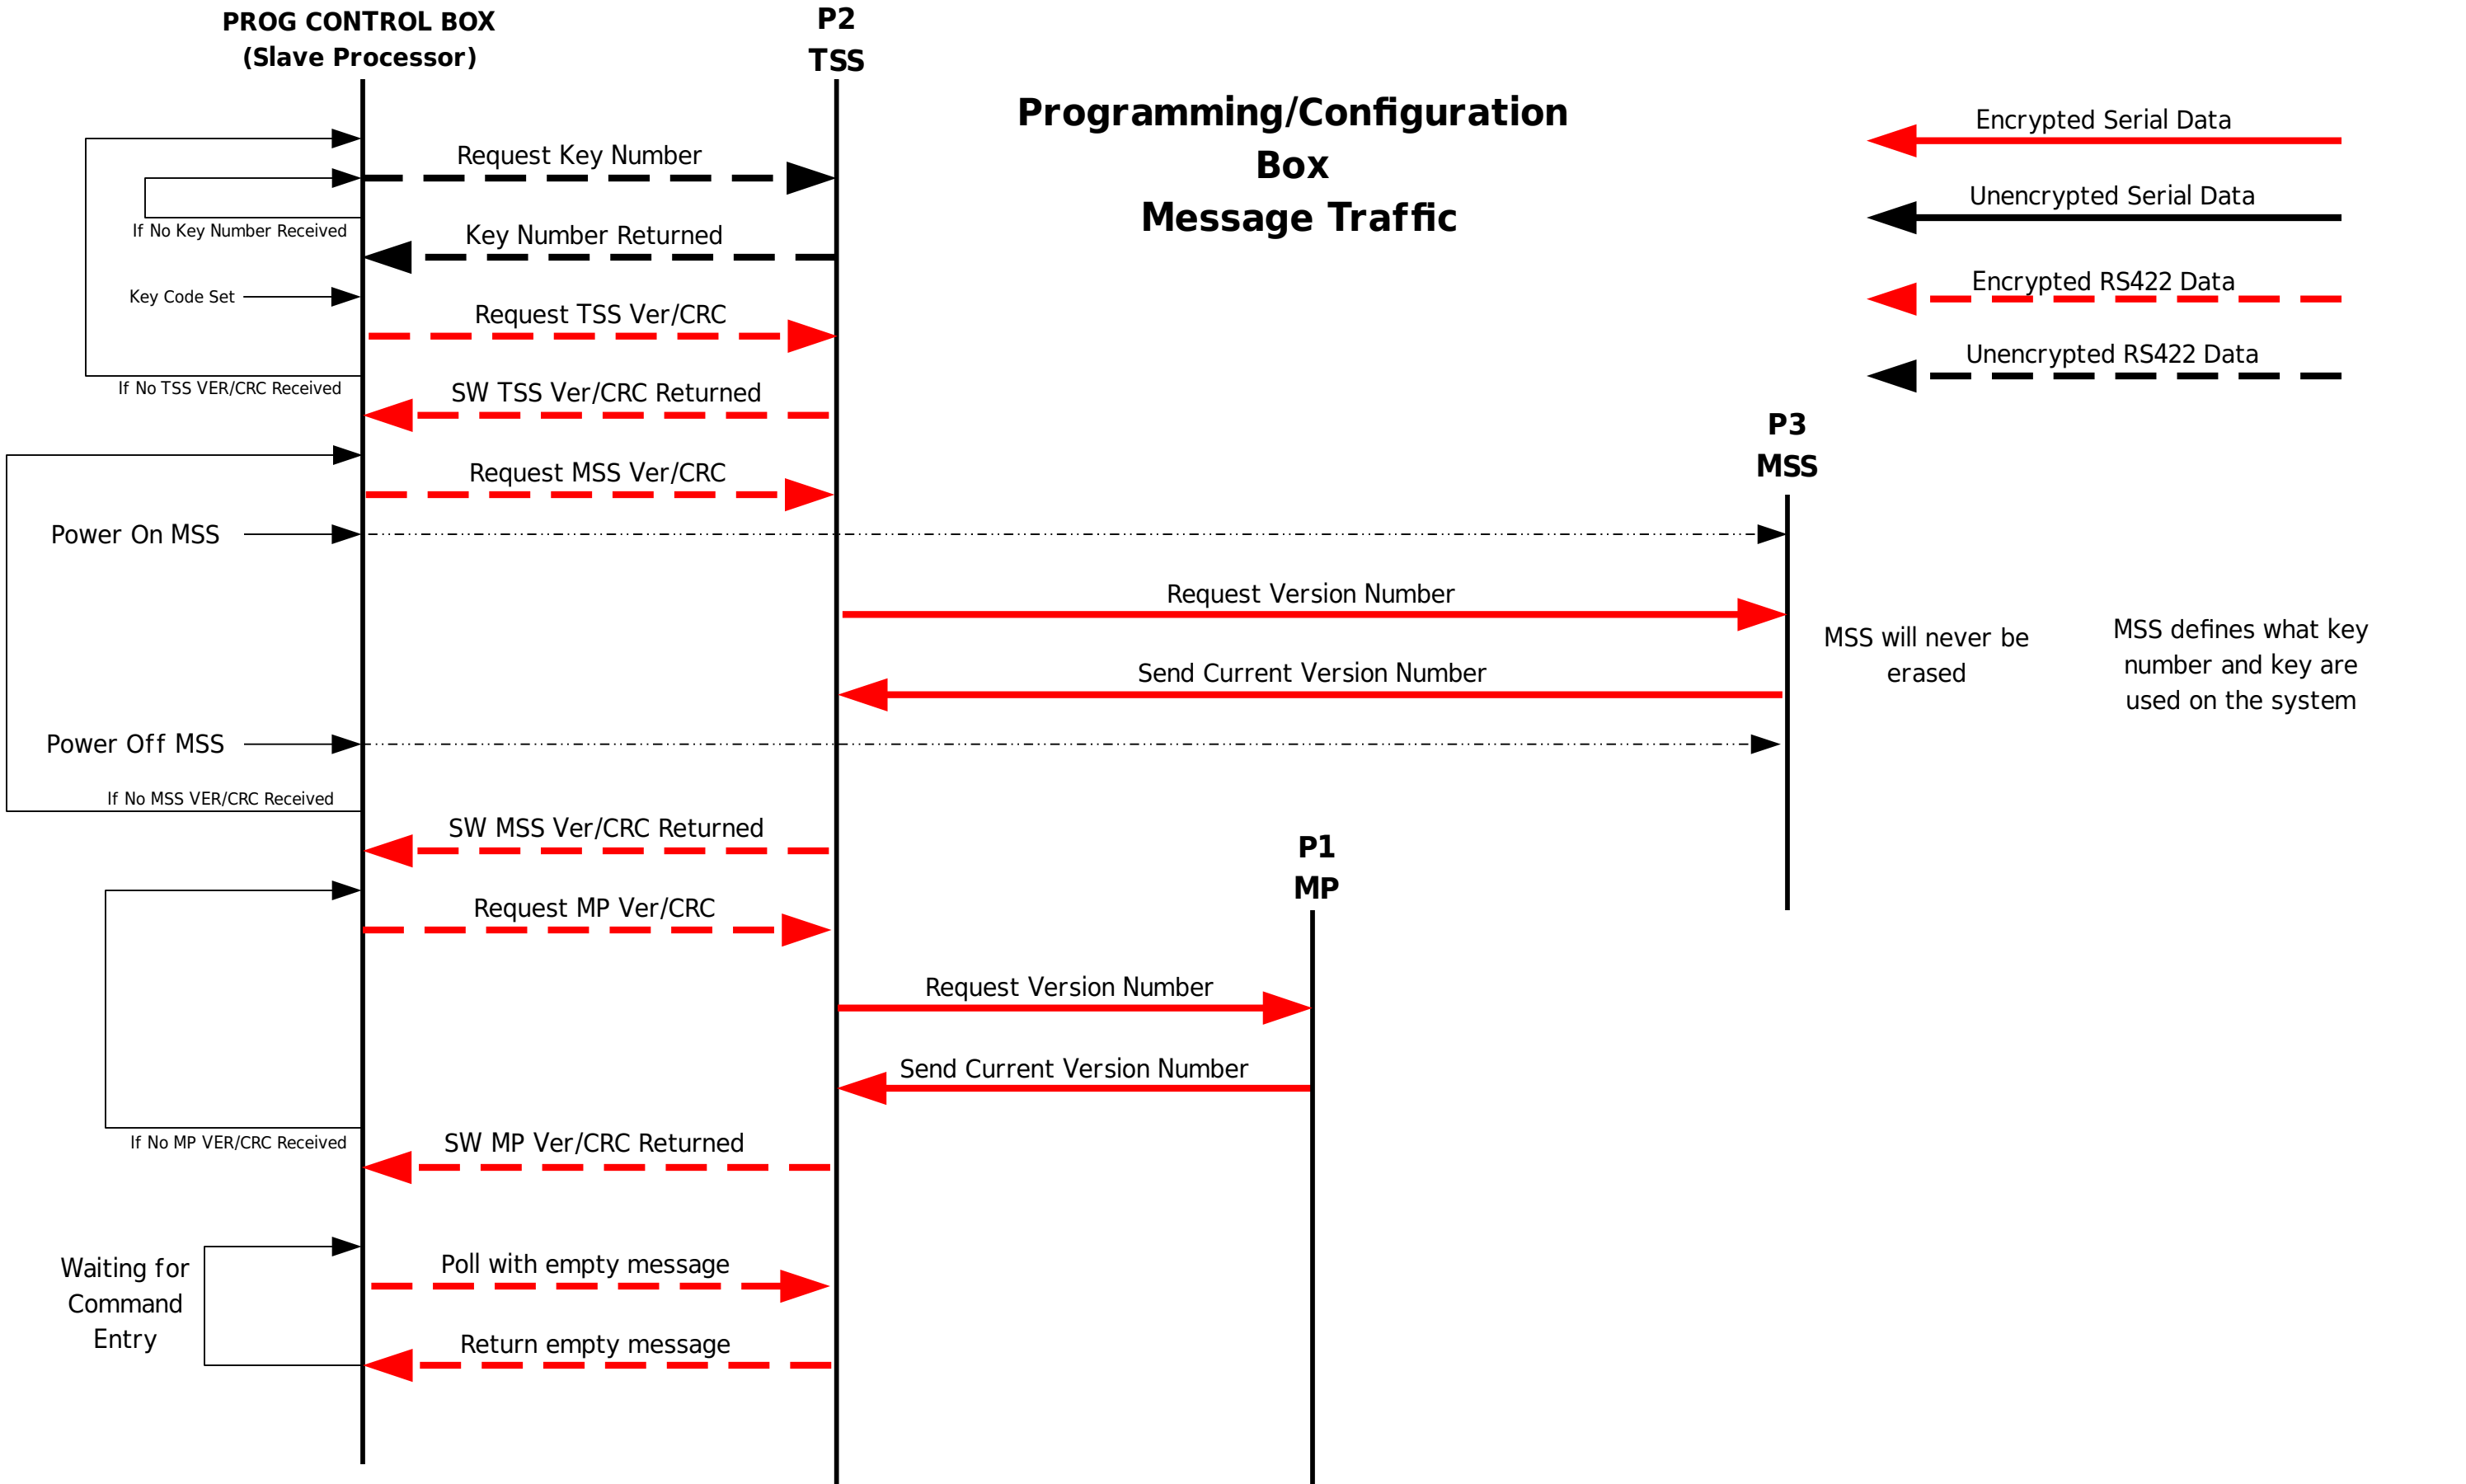 PROG CONTROL BOX
(Slave Processor)
P2
TSS
Programming/Configuration
Box
Message Traffic
Encrypted Serial Data
Unencrypted Serial Data
Encrypted RS422 Data
Unencrypted RS422 Data
Request Key Number
If No Key Number Received
Key Number Returned
Key Code Set
Request TSS Ver/CRC
If No TSS VER/CRC Received
SW TSS Ver/CRC Returned
P3
MSS
Request MSS Ver/CRC
Power On MSS
Request Version Number
MSS will never be
erased
MSS defines what key
number and key are
used on the system
Send Current Version Number
Power Off MSS
If No MSS VER/CRC Received
SW MSS Ver/CRC Returned
P1
MP
Request MP Ver/CRC
Request Version Number
Send Current Version Number
If No MP VER/CRC Received
SW MP Ver/CRC Returned
Waiting for
Command
Entry
Poll with empty message
Return empty message